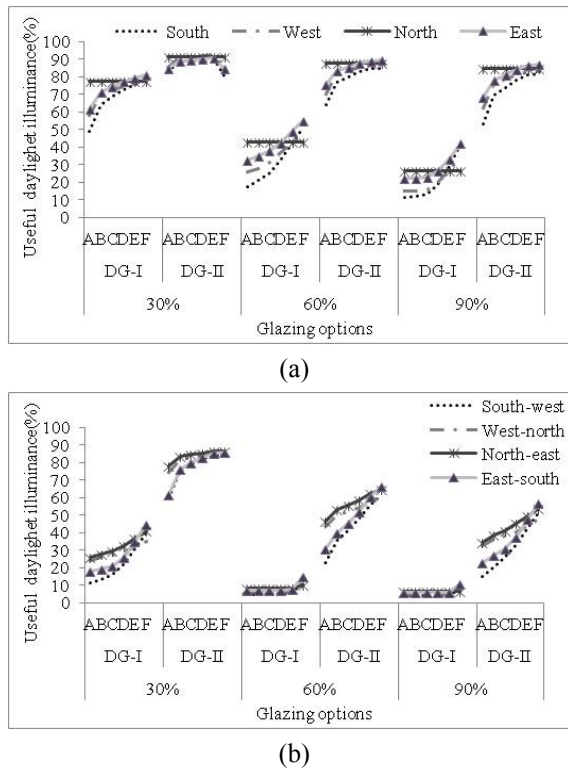 South West North East
Useful daylighet illuminance(%)
100
90
80
70
60
50
40
30
20
10
0
ABCDEF ABCDEF ABCDEF ABCDEF ABCDEF ABCDEF
DG-I DG-II DG-I DG-II DG-I DG-II
30% 60% 90%
Glazing options
(a)
South-west
West-north
North-east
East-south
Useful daylighet illuminance(%)
100
90
80
70
60
50
40
30
20
10
0
ABCDEF ABCDEF ABCDEF ABCDEF ABCDEF ABCDEF
DG-I DG-II DG-I DG-II DG-I DG-II
30% 60% 90%
Glazing options
(b)